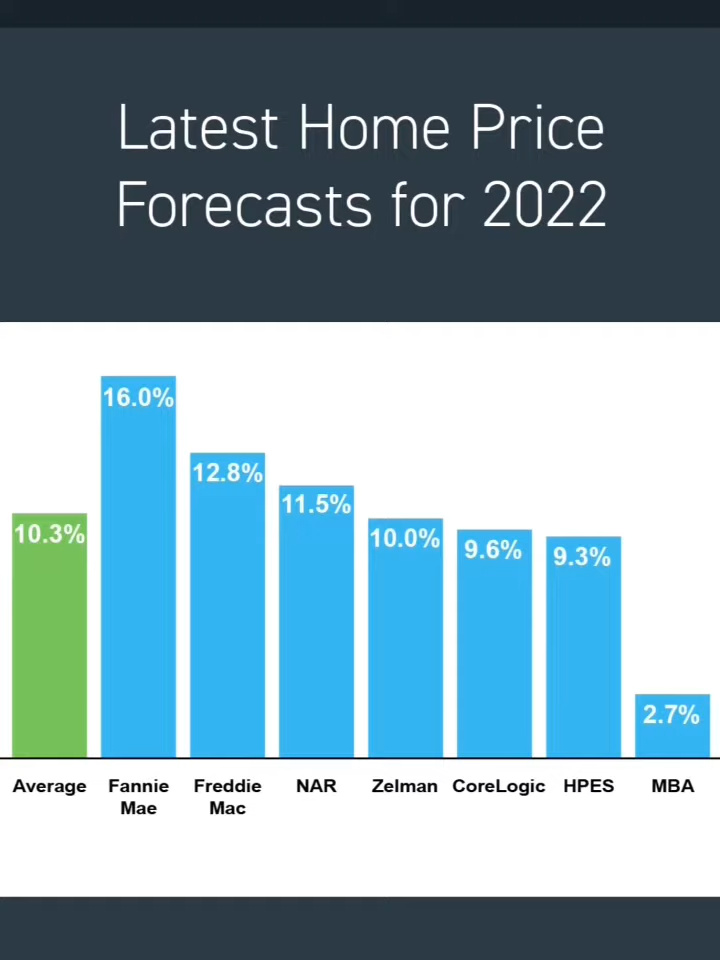 Latest Home Price
Forecasts for 2022
16.0%
12.8%
11.5%
10.3%
10.0%
9.6%
9.3%
2.7%
Average Fannie Freddie NAR Zelman CoreLogic HPES MBA
Mae Mac